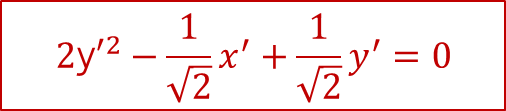 2y′² − 1/√2 x′ + 1/√2 y′ = 0